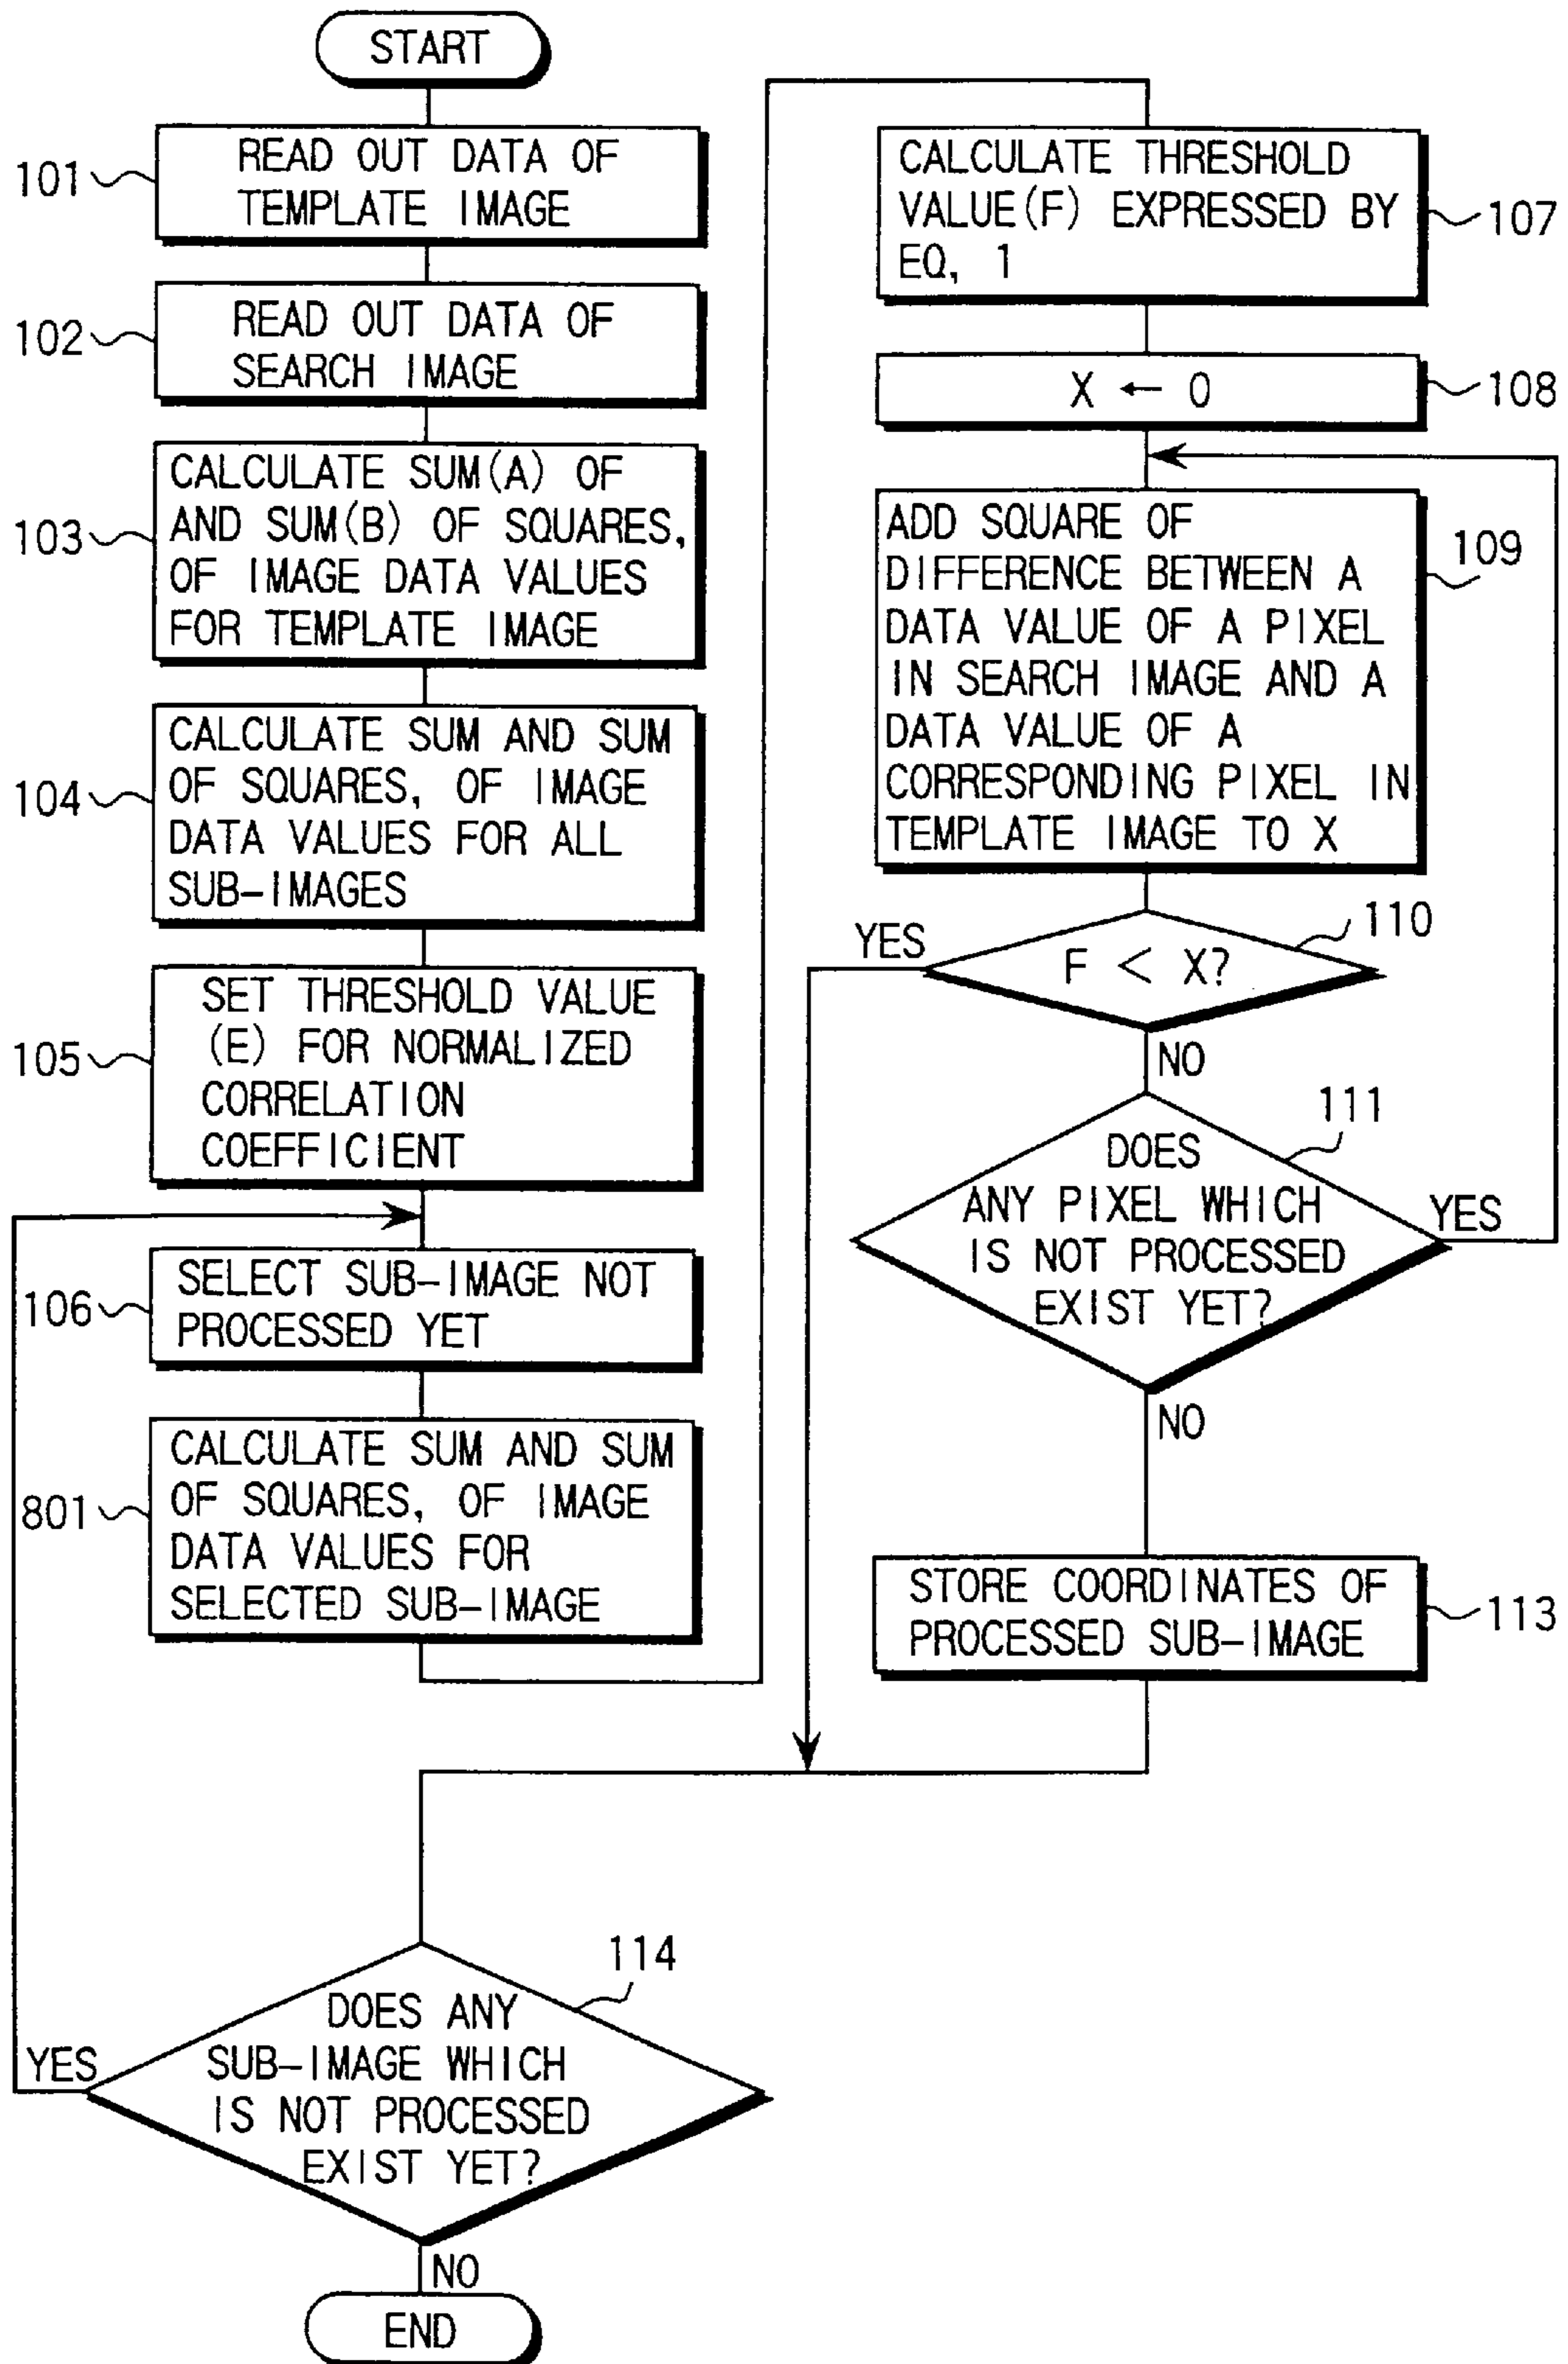 START
101
READ OUT DATA OF
TEMPLATE IMAGE
102
READ OUT DATA OF
SEARCH IMAGE
103
CALCULATE SUM(A) OF
AND SUM(B) OF SQUARES,
OF IMAGE DATA VALUES
FOR TEMPLATE IMAGE
104
CALCULATE SUM AND SUM
OF SQUARES, OF IMAGE
DATA VALUES FOR ALL
SUB-IMAGES
105
SET THRESHOLD VALUE
(E) FOR NORMALIZED
CORRELATION
COEFFICIENT
106
SELECT SUB-IMAGE NOT
PROCESSED YET
801
CALCULATE SUM AND SUM
OF SQUARES, OF IMAGE
DATA VALUES FOR
SELECTED SUB-IMAGE
CALCULATE THRESHOLD
VALUE(F) EXPRESSED BY
EQ, 1
107
X ← 0
108
ADD SQUARE OF
DIFFERENCE BETWEEN A
DATA VALUE OF A PIXEL
IN SEARCH IMAGE AND A
DATA VALUE OF A
CORRESPONDING PIXEL IN
TEMPLATE IMAGE TO X
109
YES
F < X?
110
NO
111
DOES
ANY PIXEL WHICH
IS NOT PROCESSED
EXIST YET?
YES
NO
STORE COORDINATES OF
PROCESSED SUB-IMAGE
113
114
DOES ANY
SUB-IMAGE WHICH
IS NOT PROCESSED
EXIST YET?
YES
NO
END